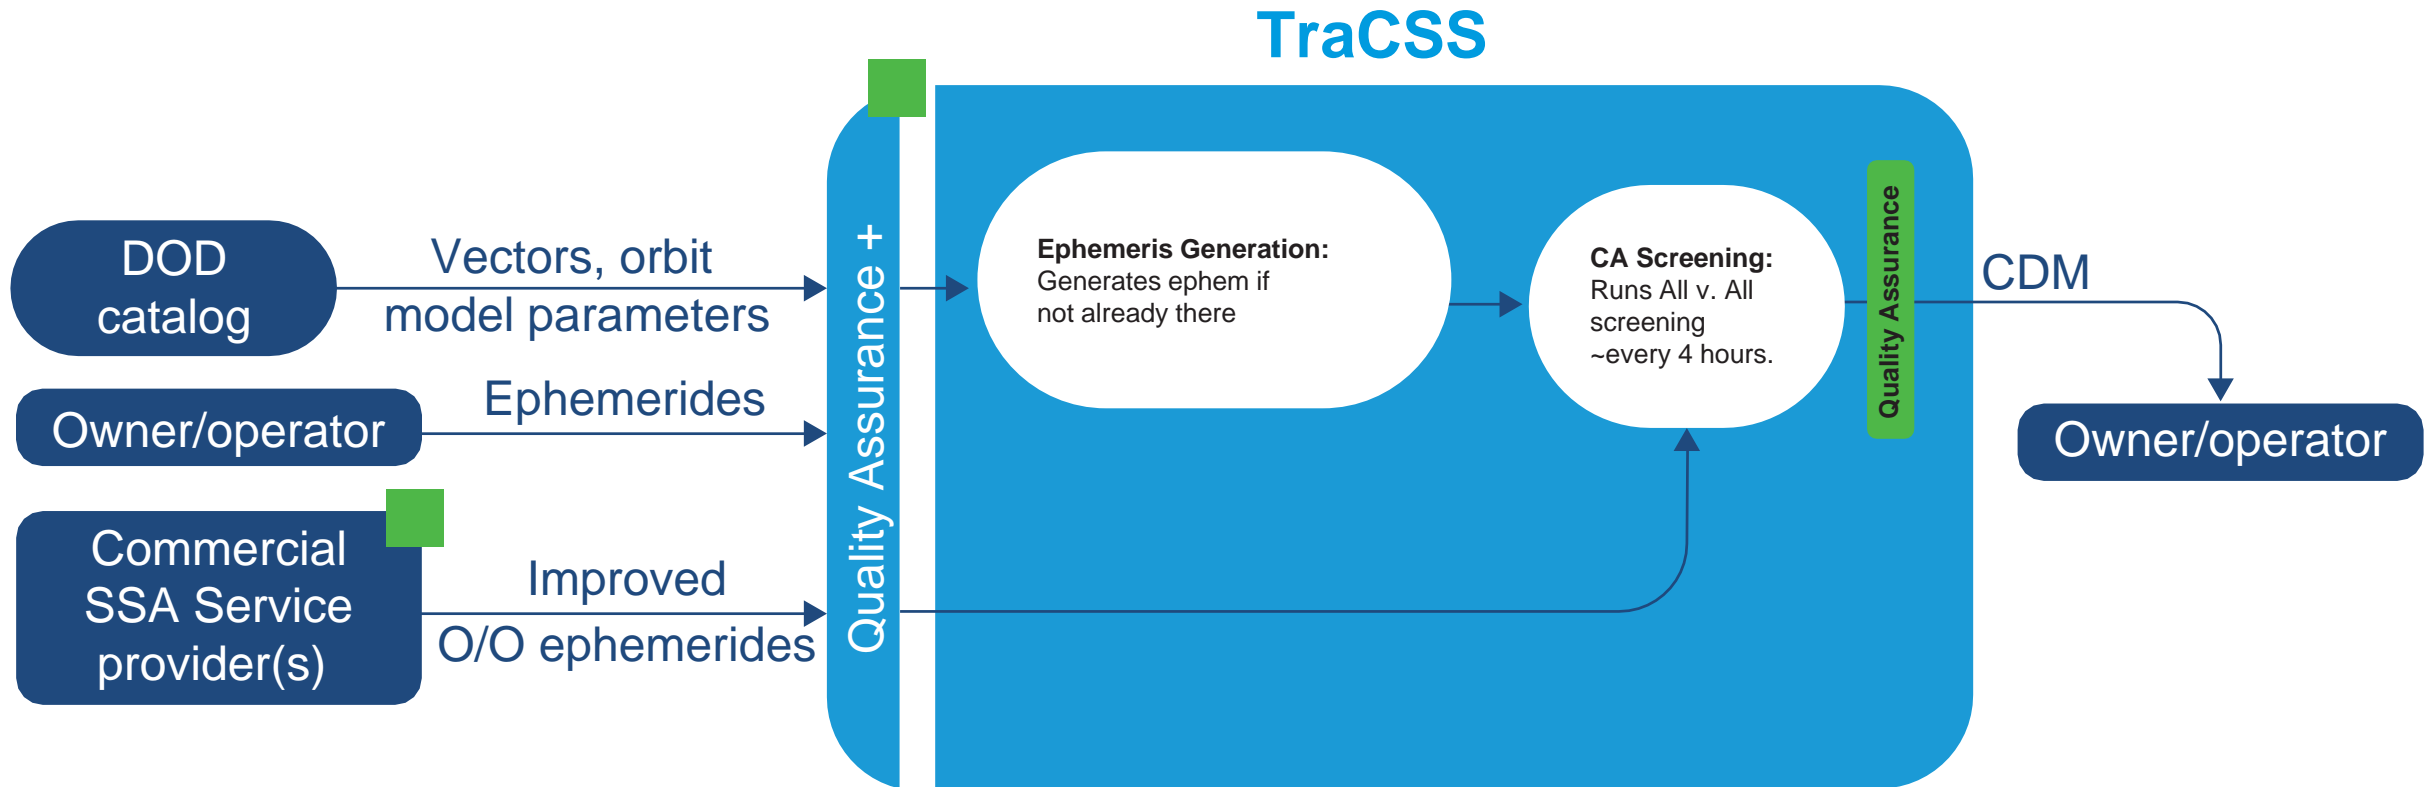 TraCSS
DOD
catalog
Vectors, orbit
model parameters
Owner/operator
Ephemerides
Commercial
SSA Service
provider(s)
Improved
O/O ephemerides
Quality Assurance +
Ephemeris Generation:
Generates ephem if
not already there
CA Screening:
Runs All v. All
screening
~every 4 hours.
Quality Assurance
CDM
Owner/operator